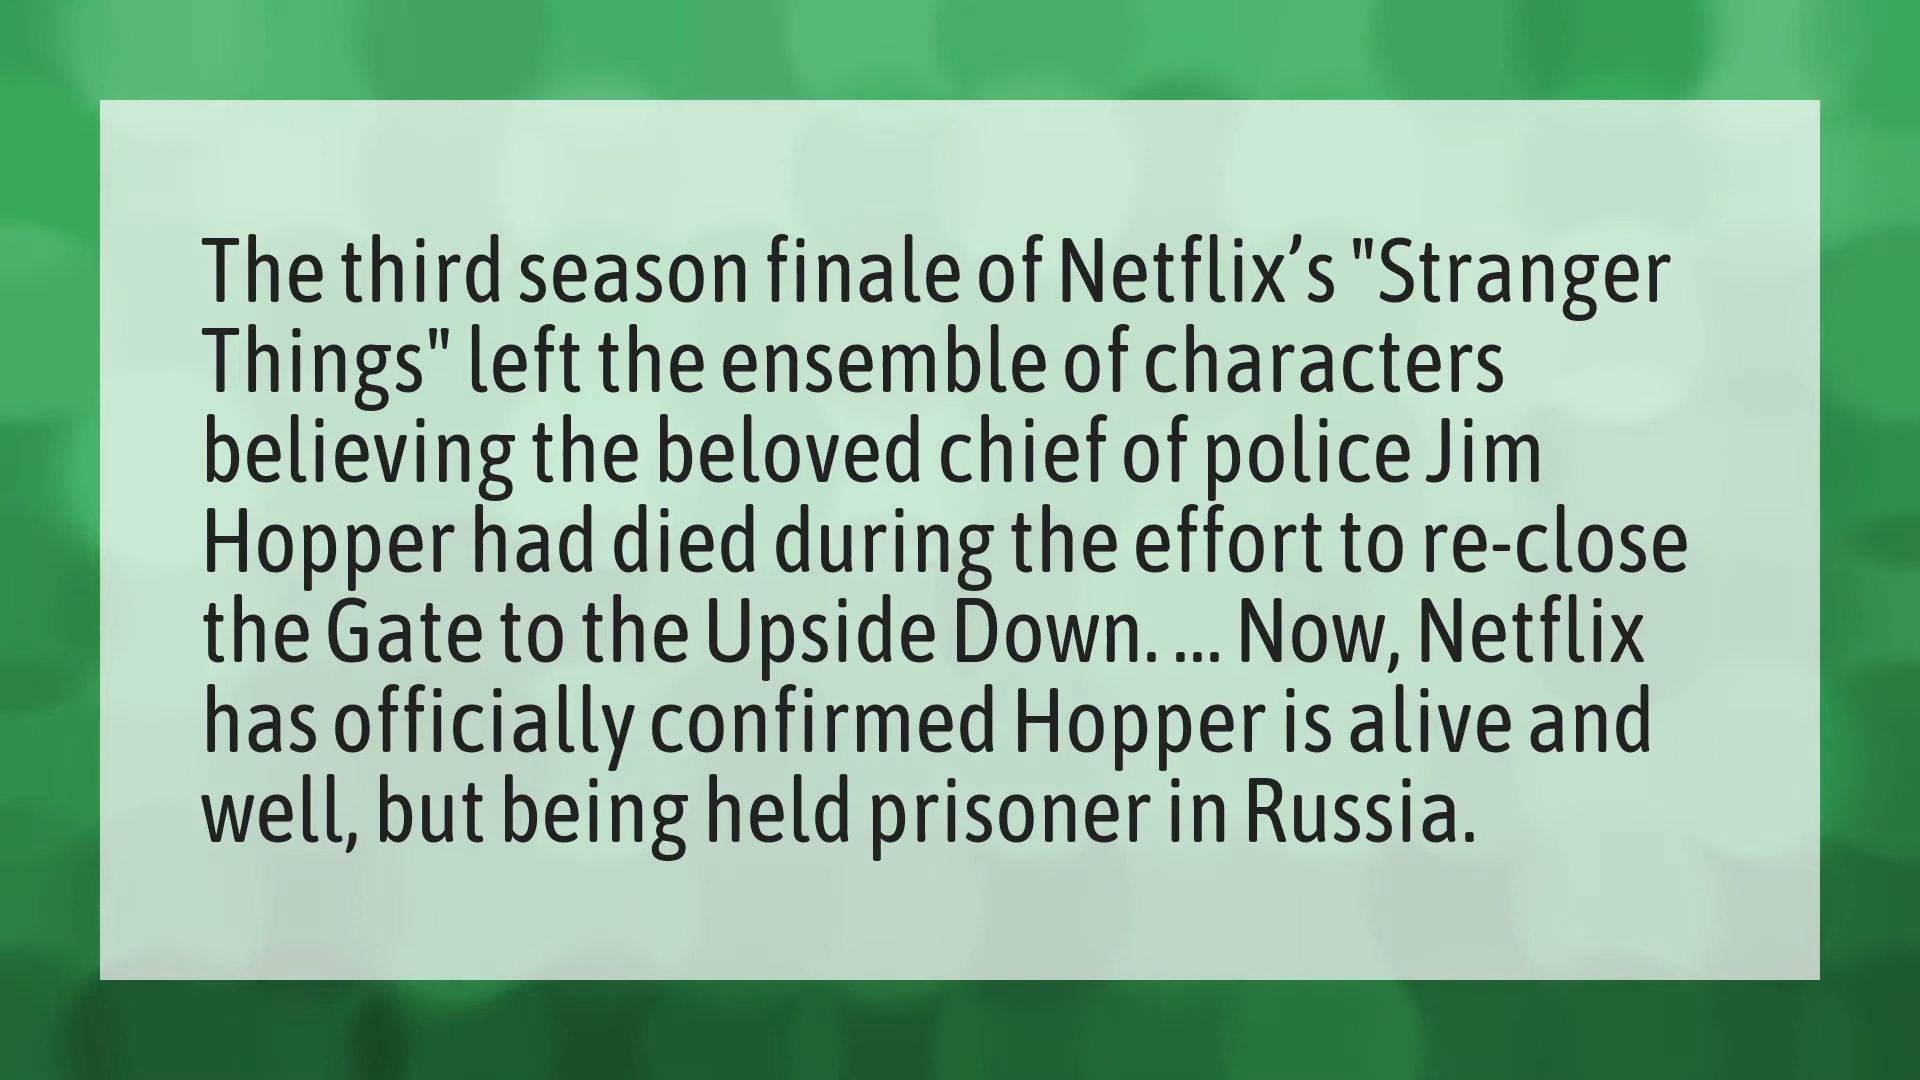 The third season finale of Netflix’s "Stranger
Things" left the ensemble of characters
believing the beloved chief of police Jim
Hopper had died during the effort to re-close
the Gate to the Upside Down. ... Now, Netflix
has officially confirmed Hopper is alive and
well, but being held prisoner in Russia.